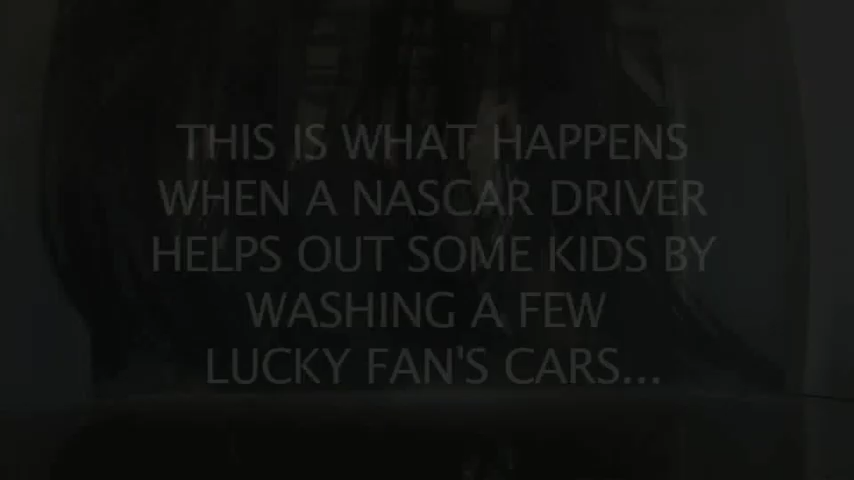 THIS IS WHAT HAPPENS
WHEN A NASCAR DRIVER
HELPS OUT SOME KIDS BY
WASHING A FEW
LUCKY FAN'S CARS...